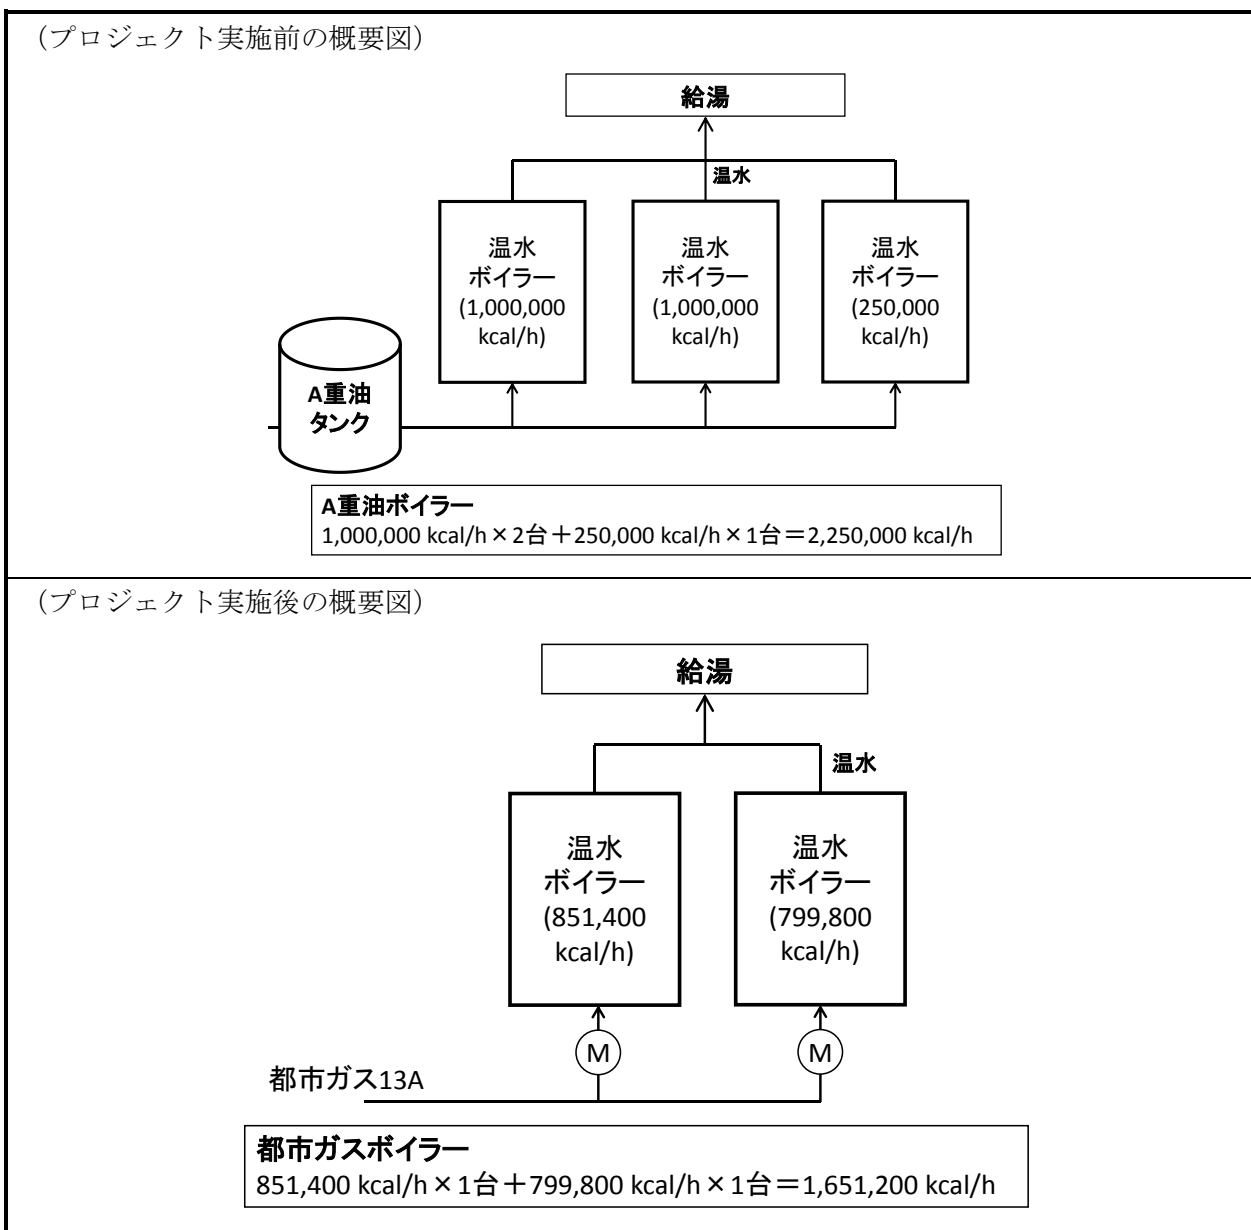 (プロジェクト実施前の概要図)
給湯
温水
温水
ボイラー
(1,000,000
kcal/h)
温水
ボイラー
(1,000,000
kcal/h)
温水
ボイラー
(250,000
kcal/h)
A重油
タンク
A重油ボイラー
1,000,000 kcal/h×2台+250,000 kcal/h×1台=2,250,000 kcal/h
(プロジェクト実施後の概要図)
給湯
温水
温水
ボイラー
(851,400
kcal/h)
温水
ボイラー
(799,800
kcal/h)
M
M
都市ガス13A
都市ガスボイラー
851,400 kcal/h×1台+799,800 kcal/h×1台=1,651,200 kcal/h